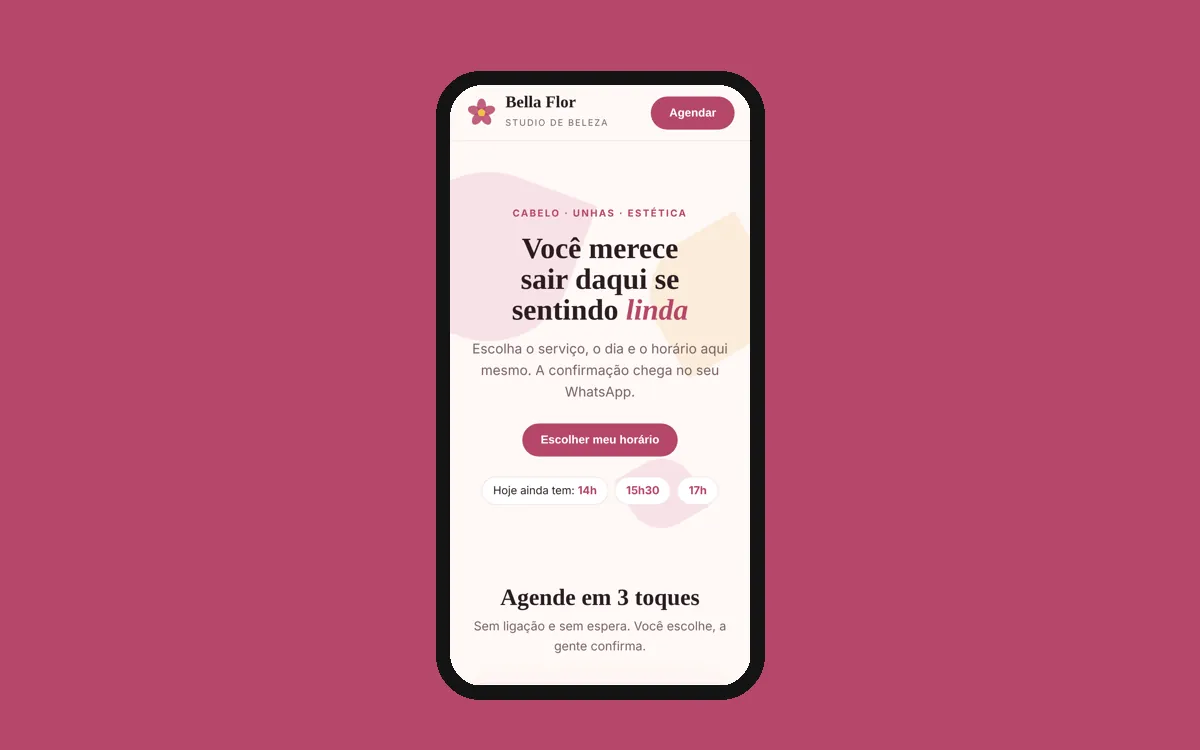 Bella Flor
STUDIO DE BELEZA
Agendar
CABELO · UNHAS · ESTÉTICA
Você merece
sair daqui se
sentindo linda
Escolha o serviço, o dia e o horário aqui
mesmo. A confirmação chega no seu
WhatsApp.
Escolher meu horário
Hoje ainda tem: 14h
15h30
17h
Agende em 3 toques
Sem ligação e sem espera. Você escolhe, a
gente confirma.